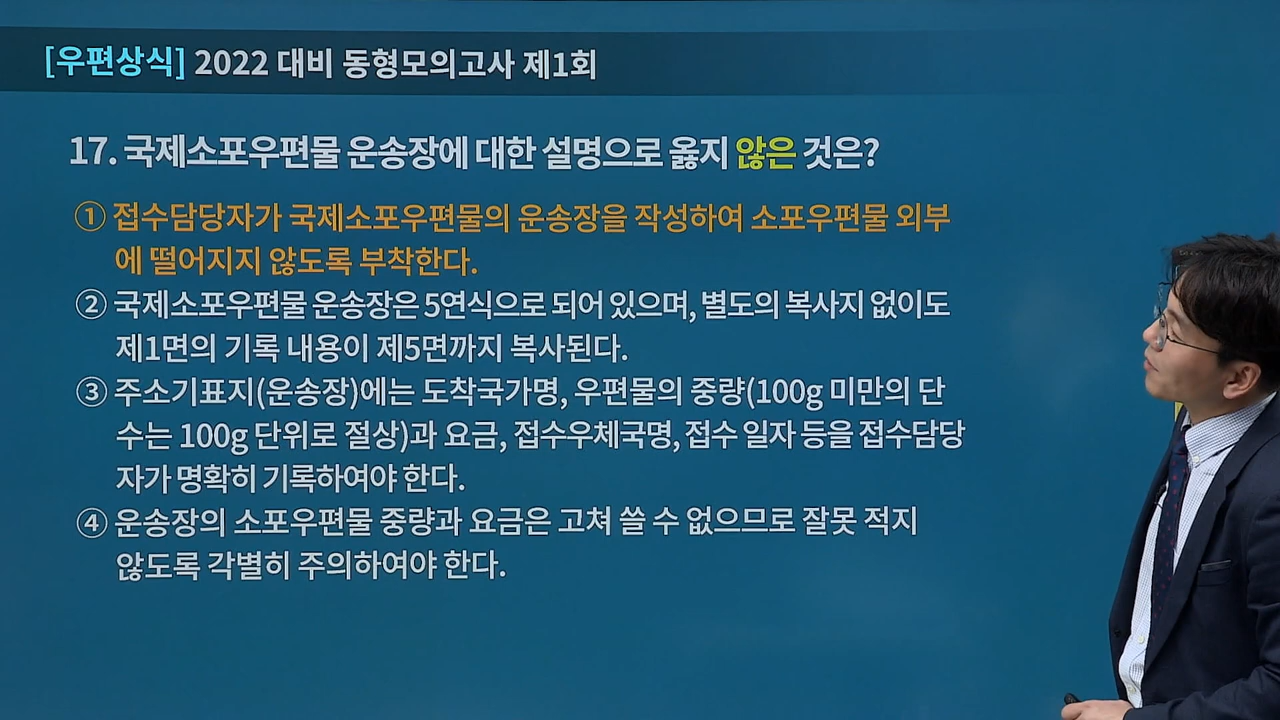 [우편상식] 2022 대비 동형모의고사 제1회
17. 국제소포우편물 운송장에 대한 설명으로 옳지 않은 것은?
① 접수담당자가 국제소포우편물의 운송장을 작성하여 소포우편물 외부
에 떨어지지 않도록 부착한다.
② 국제소포우편물 운송장은 5연식으로 되어 있으며, 별도의 복사지 없이도
제1면의 기록 내용이 제5면까지 복사된다.
③ 주소기표지(운송장)에는 도착국가명, 우편물의 중량(100g 미만의 단
수는 100g 단위로 절상)과 요금, 접수우체국명, 접수 일자 등을 접수담당
자가 명확히 기록하여야 한다.
④ 운송장의 소포우편물 중량과 요금은 고쳐 쓸 수 없으므로 잘못 적지
않도록 각별히 주의하여야 한다.